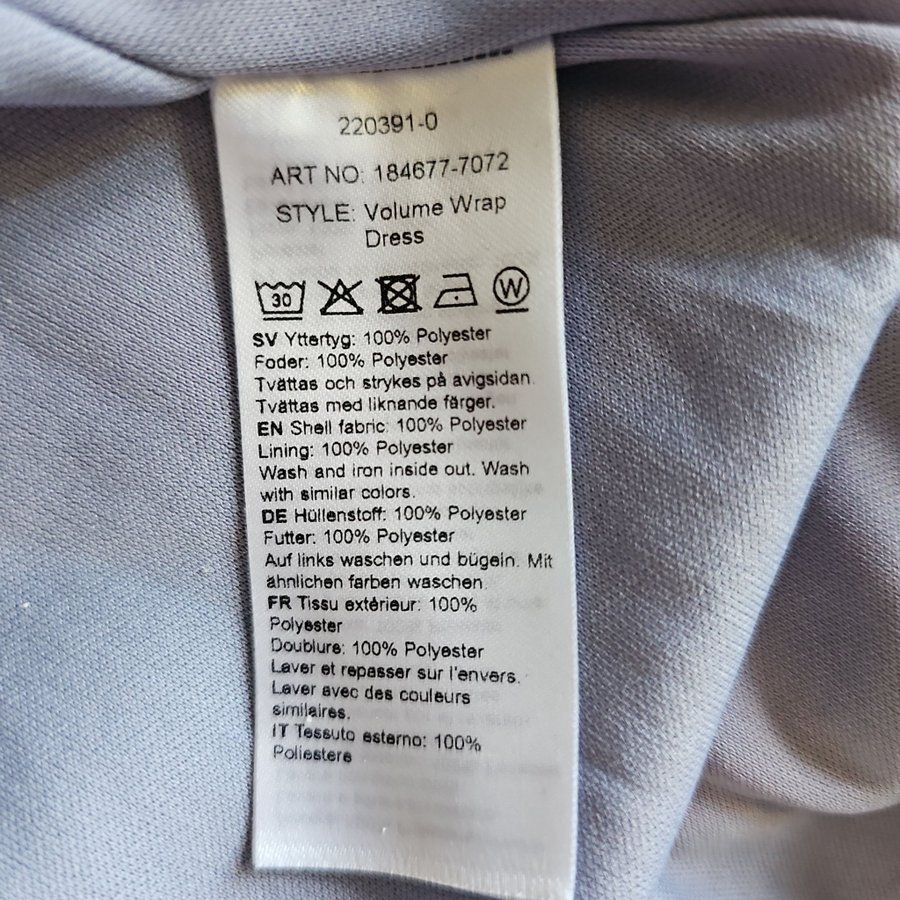 220391-0
ART NO: 184677-7072
STYLE: Volume Wrap
Dress
30
W
SV Yttertyg: 100% Polyester
Foder: 100% Polyester
Tvättas och strykes på avigsidan.
Tvättas med liknande färger.
EN Shell fabric: 100% Polyester
Lining: 100% Polyester
Wash and iron inside out. Wash
with similar colors.
DE Hüllenstoff: 100% Polyester
Futter: 100% Polyester
Auf links waschen und bügeln. Mit
ähnlichen farben waschen.
FR Tissu extérieur: 100%
Polyester
Doublure: 100% Polyester
Laver et repasser sur l'envers.
Laver avec des couleurs
similaires.
IT Tessuto esterno: 100%
Poliestere